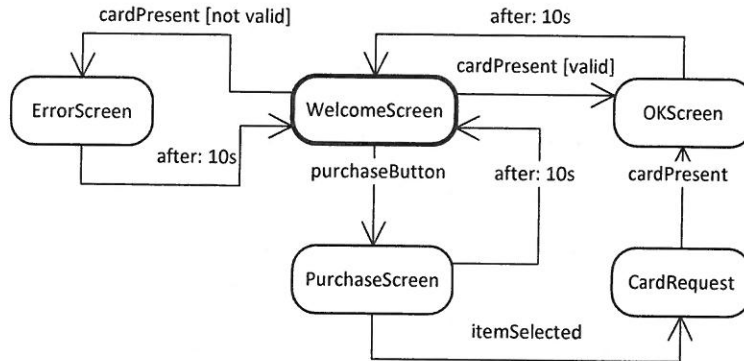 cardPresent [not valid]
after: 10s
cardPresent [valid]
ErrorScreen
WelcomeScreen
OKScreen
after: 10s
purchaseButton
after: 10s
cardPresent
PurchaseScreen
CardRequest
itemSelected